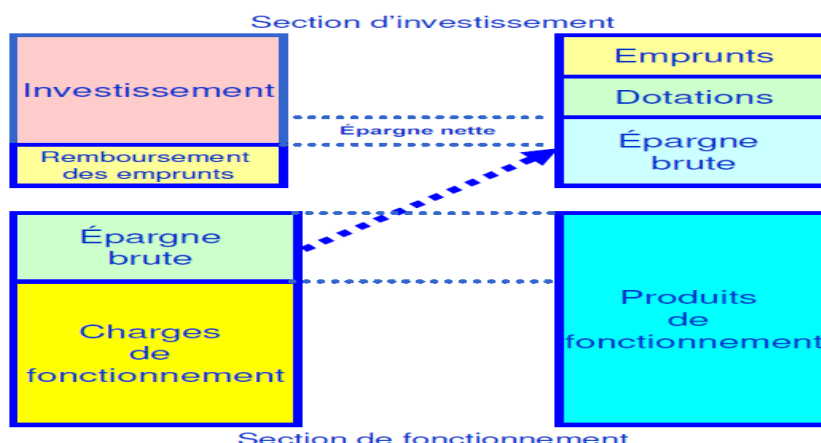 Section d'investissement
Investissement
Remboursement
des emprunts
Épargne nette
Emprunts
Dotations
Épargne
brute
Épargne
brute
Charges
de
fonctionnement
Produits
de
fonctionnement
Section de fonctionnement